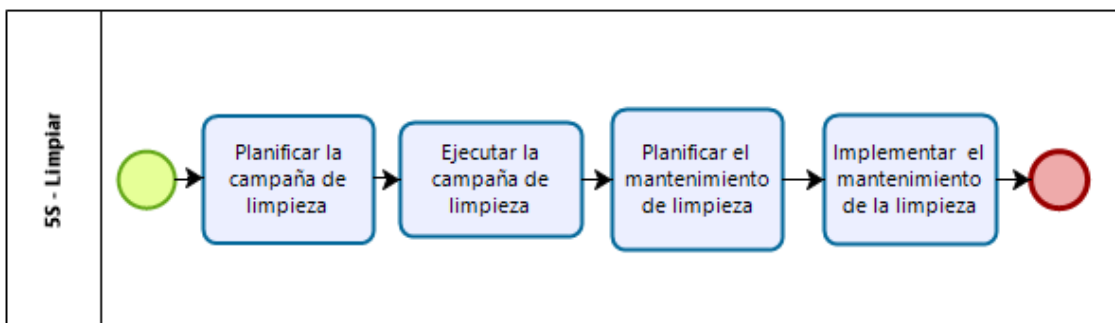 5S - Limpiar
Planificar la
campaña de
limpieza
Ejecutar la
campaña de
limpieza
Planificar el
mantenimiento
de limpieza
Implementar  el
mantenimiento
de la limpieza